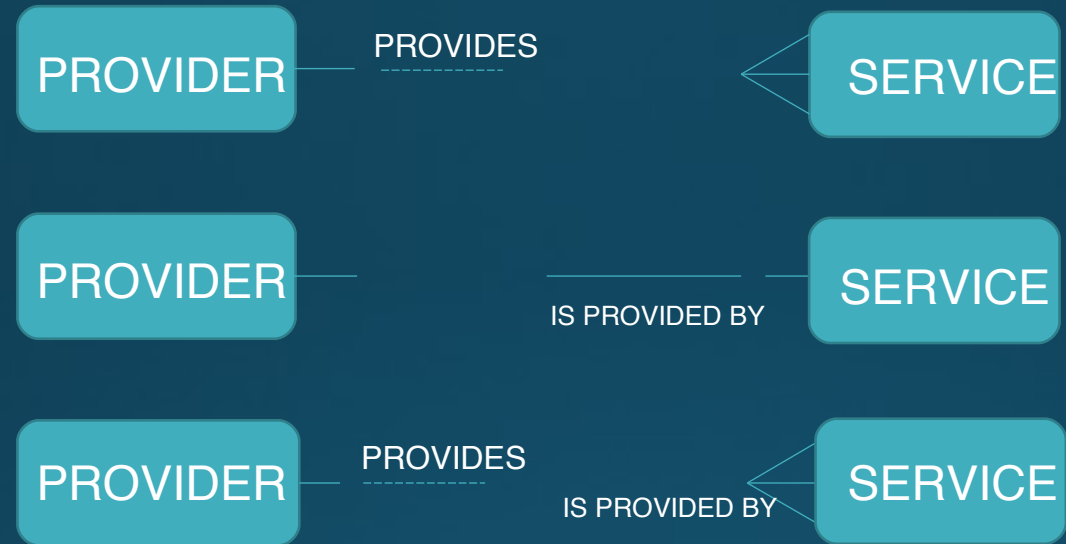 PROVIDER
PROVIDES
SERVICE
PROVIDER
IS PROVIDED BY
SERVICE
PROVIDER
PROVIDES
IS PROVIDED BY
SERVICE